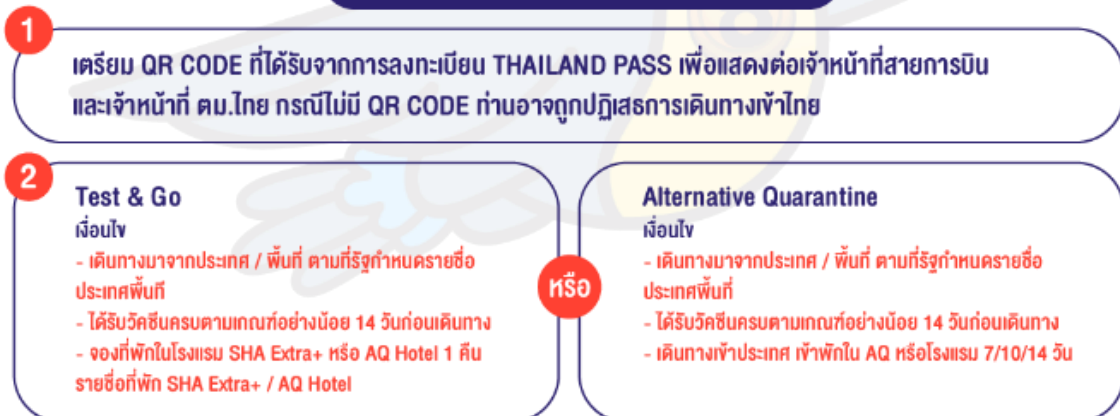 1
เตรียม QR CODE ที่ได้รับจากการลงทะเบียน THAILAND PASS เพื่อแสดงต่อเจ้าหน้าที่สายการบิน
และเจ้าหน้าที่ ตม.ไทย กรณีไม่มี QR CODE ท่านอาจถูกปฏิเสธการเดินทางเข้าไทย
2
Test & Go
เงื่อนไข
- เดินทางมาจากประเทศ / พื้นที่ ตามที่รัฐกำหนดรายชื่อ
ประเทศพื้นที
- ได้รับวัคซีนครบตามเกณฑ์อย่างน้อย 14 วันก่อนเดินทาง
- จองที่พักในโรงแรม SHA Extra+ หรือ AQ Hotel 1 คืน
รายชื่อที่พัก SHA Extra+ / AQ Hotel
หรือ
Alternative Quarantine
เงื่อนไข
- เดินทางมาจากประเทศ / พื้นที่ ตามที่รัฐกำหนดรายชื่อ
ประเทศพื้นที่
- ได้รับวัคซีนครบตามเกณฑ์อย่างน้อย 14 วันก่อนเดินทาง
- เดินทางเข้าประเทศ เข้าพักใน AQ หรือโรงแรม 7/10/14 วัน